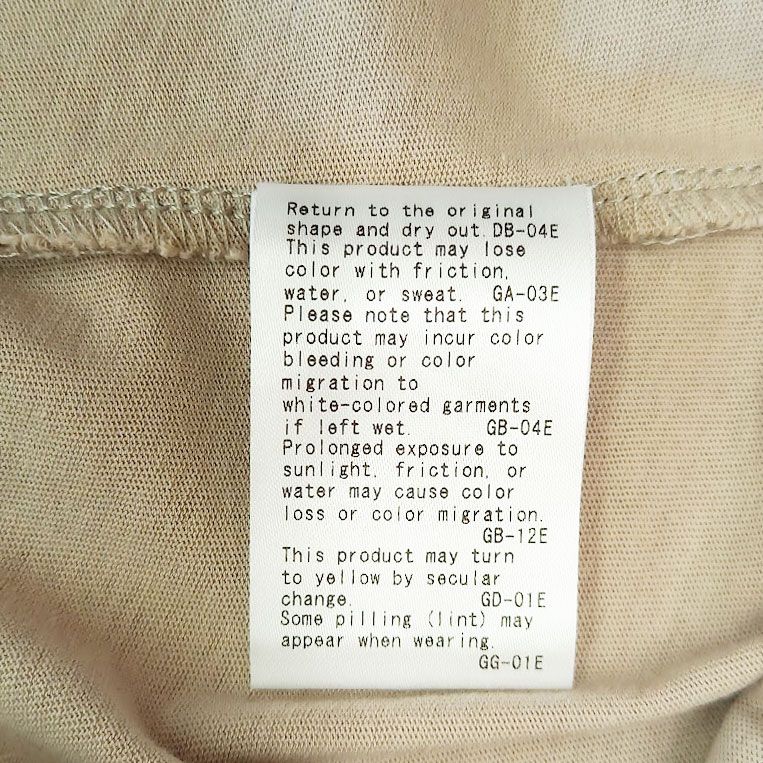 Return to the original
shape and dry out. DB-04E
This product may lose
color with friction,
water, or sweat. GA-03E
Please note that this
product may incur color
bleeding or color
migration to
white-colored garments
if left wet. GB-04E
Prolonged exposure to
sunlight, friction, or
water may cause color
loss or color migration.
GB-12E
This product may turn
to yellow by secular
change. GD-01E
Some pilling (lint) may
appear when wearing.
GG-01E